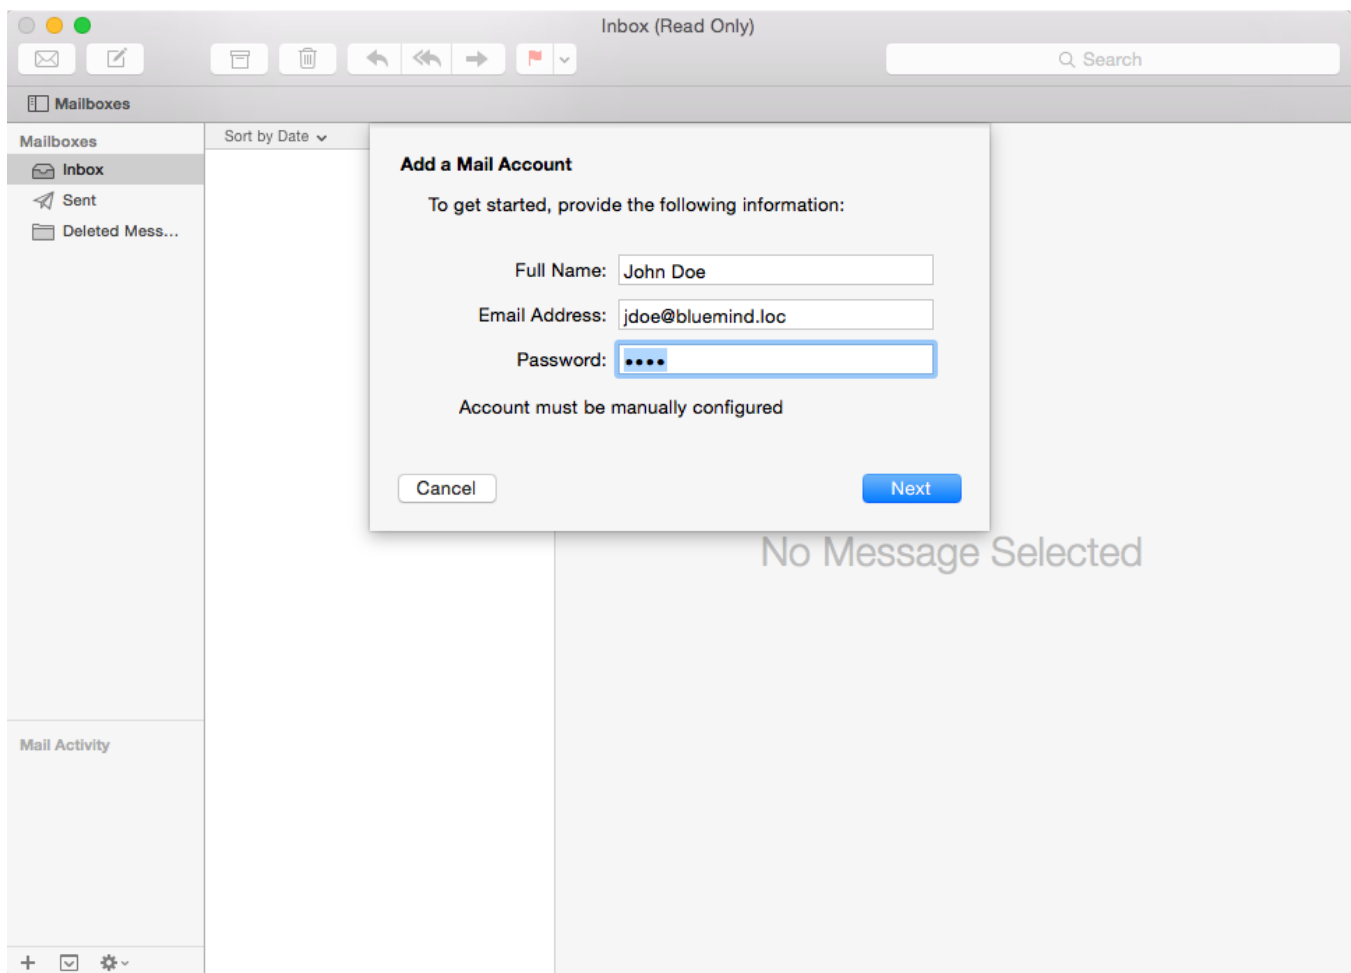 Inbox (Read Only)
Search
Mailboxes
Mailboxes
Inbox
Sent
Deleted Mess...
Sort by Date
Add a Mail Account
To get started, provide the following information:
Full Name: John Doe
Email Address: jdoe@bluemind.loc
Password: ••••
Account must be manually configured
Cancel
Next
No Message Selected
Mail Activity